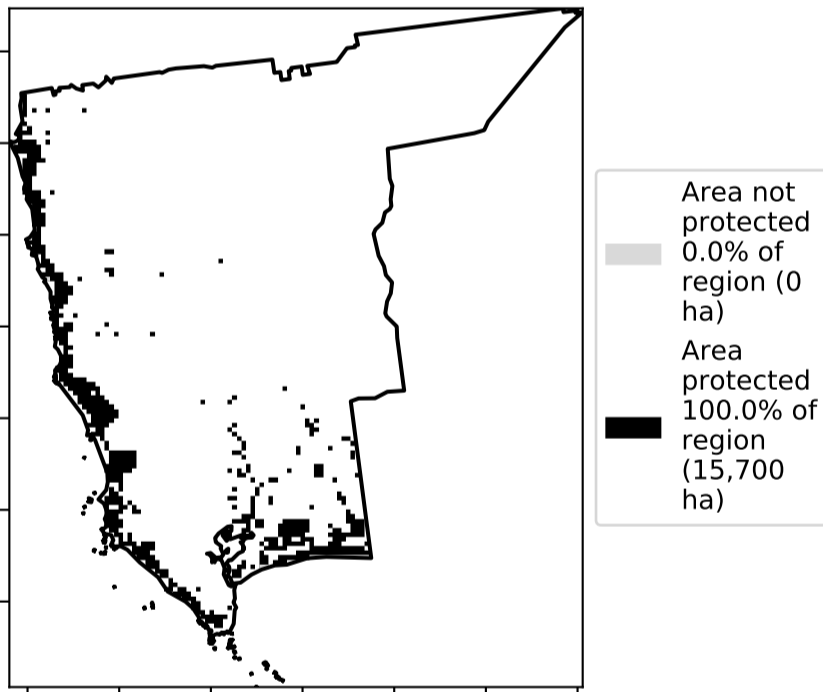 Area not
protected
0.0% of
region (0
ha)
Area
protected
100.0% of
region
(15,700
ha)